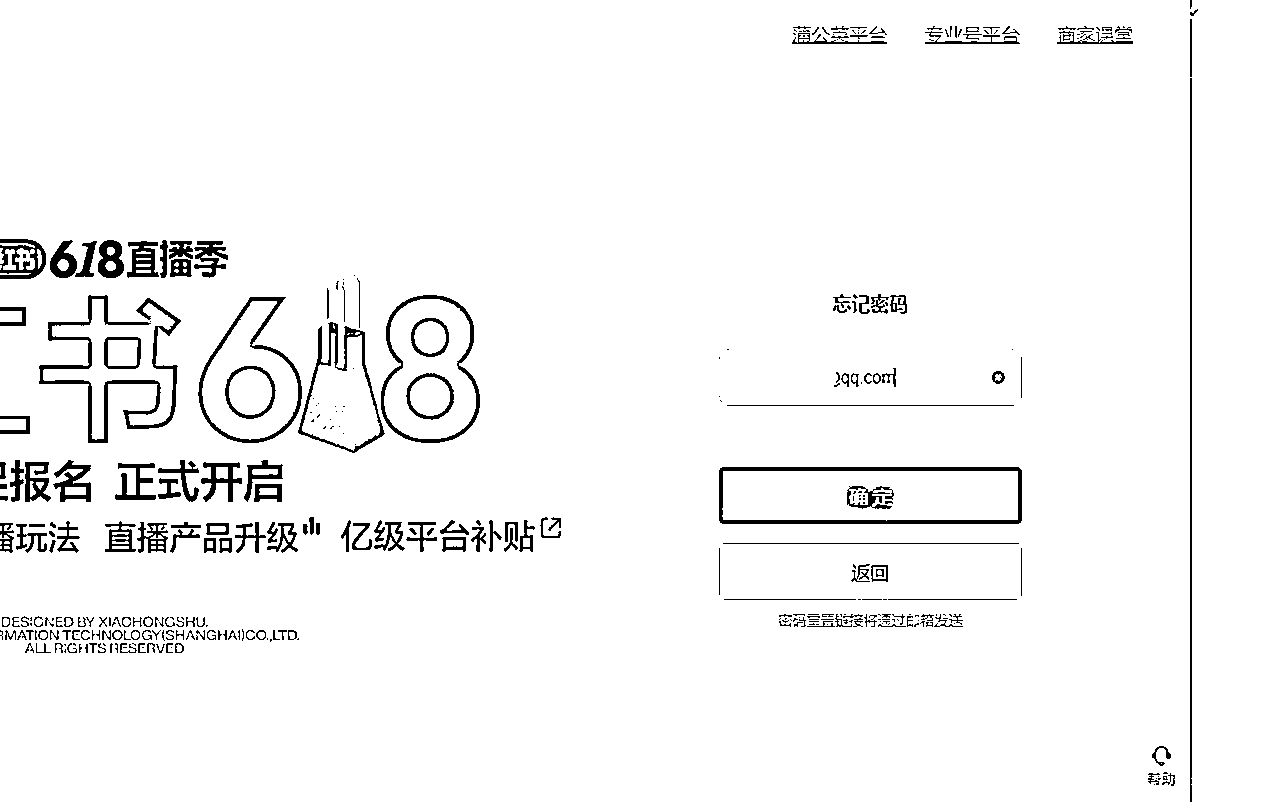 蒲公英平台 专业号平台 商家课堂
红书 618直播季
书 618
报名 正式开启
播玩法 直播产品升级 亿级平台补贴
DESIGNED BY XIAOHONGSHU.
RMATION TECHNOLOGY(SHANGHAI)CO.,LTD.
ALL RIGHTS RESERVED
忘记密码
qq.com
确定
返回
密码重置链接将通过邮箱发送
帮助